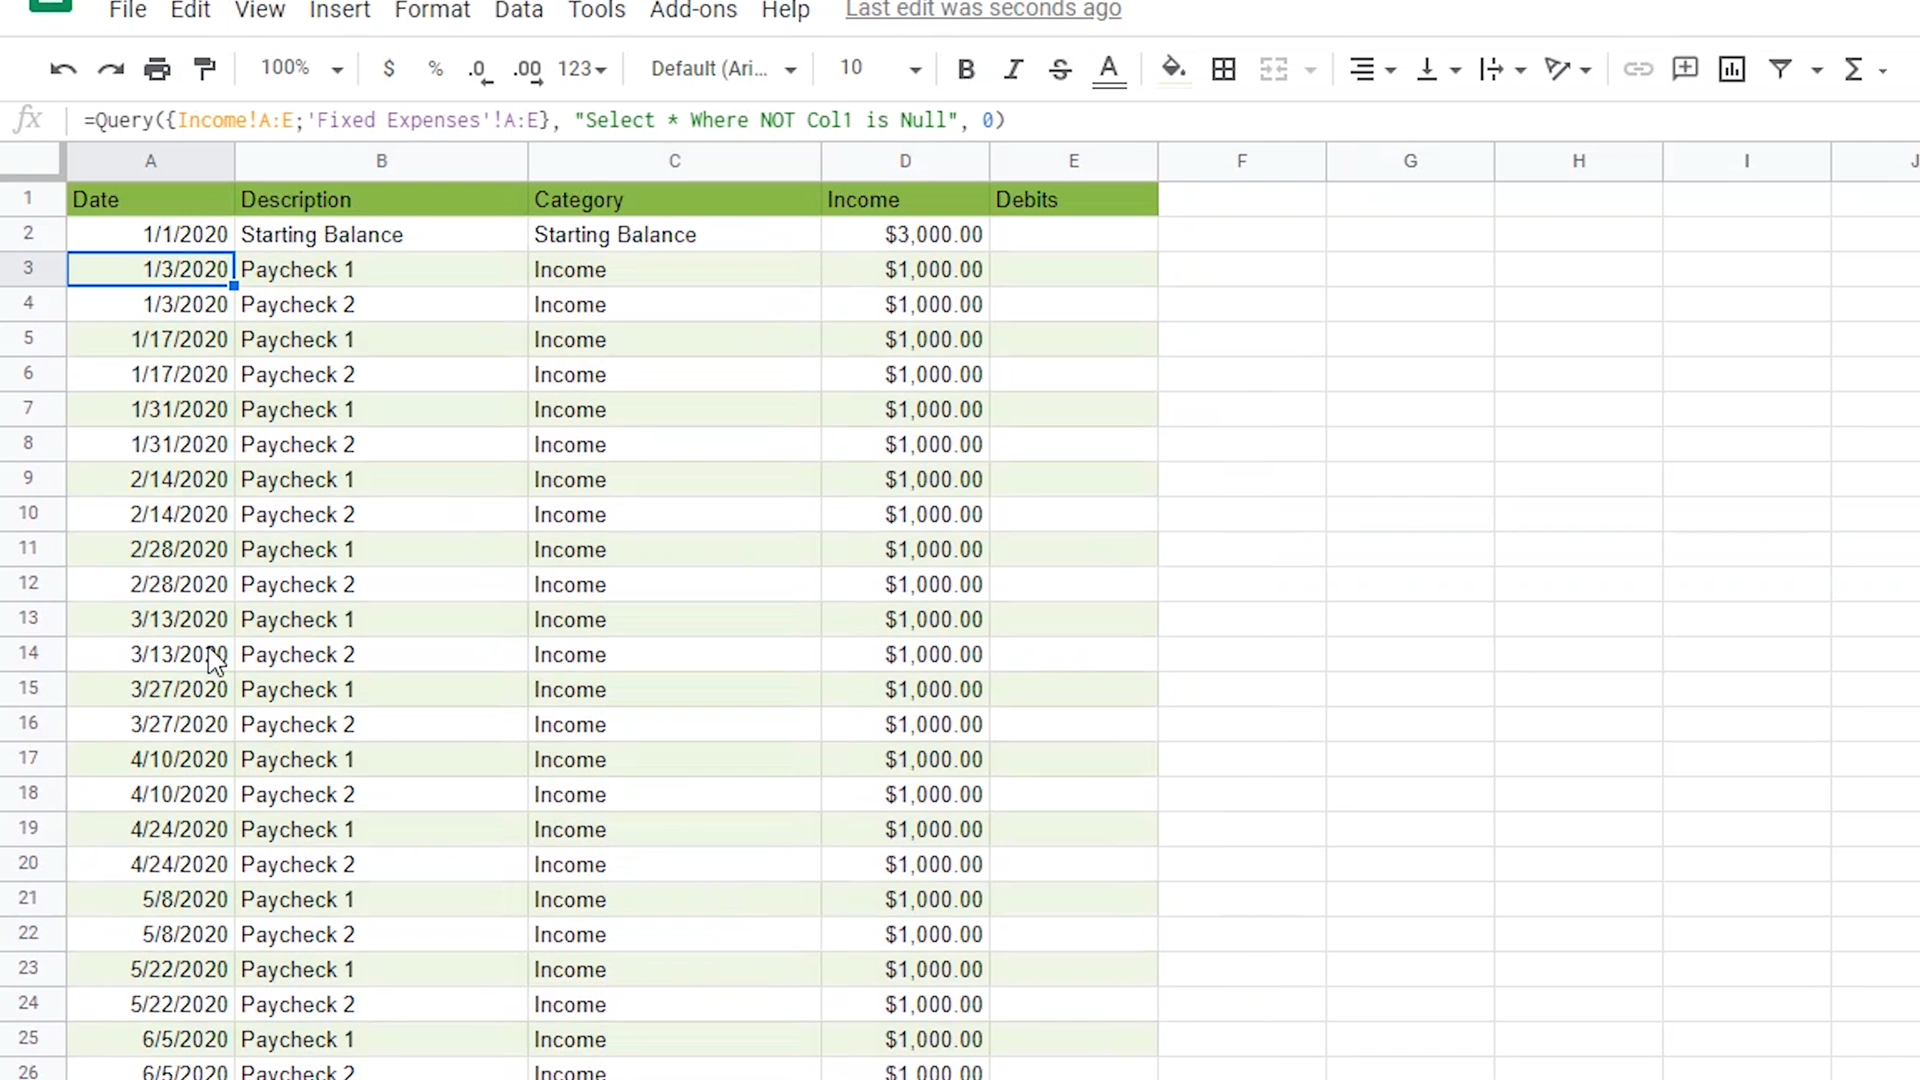 File Edit View Insert Format Data Tools Add-ons Help Last edit was seconds ago
100% $ % .0 .00 123 Default (Ari... 10 B I S A
fx =Query({Income!A:E;'Fixed Expenses'!A:E}, "Select * Where NOT Col1 is Null", 0)
A B C D E F G H I J
1 Date Description Category Income Debits
2 1/1/2020 Starting Balance Starting Balance $3,000.00
3 1/3/2020 Paycheck 1 Income $1,000.00
4 1/3/2020 Paycheck 2 Income $1,000.00
5 1/17/2020 Paycheck 1 Income $1,000.00
6 1/17/2020 Paycheck 2 Income $1,000.00
7 1/31/2020 Paycheck 1 Income $1,000.00
8 1/31/2020 Paycheck 2 Income $1,000.00
9 2/14/2020 Paycheck 1 Income $1,000.00
10 2/14/2020 Paycheck 2 Income $1,000.00
11 2/28/2020 Paycheck 1 Income $1,000.00
12 2/28/2020 Paycheck 2 Income $1,000.00
13 3/13/2020 Paycheck 1 Income $1,000.00
14 3/13/2020 Paycheck 2 Income $1,000.00
15 3/27/2020 Paycheck 1 Income $1,000.00
16 3/27/2020 Paycheck 2 Income $1,000.00
17 4/10/2020 Paycheck 1 Income $1,000.00
18 4/10/2020 Paycheck 2 Income $1,000.00
19 4/24/2020 Paycheck 1 Income $1,000.00
20 4/24/2020 Paycheck 2 Income $1,000.00
21 5/8/2020 Paycheck 1 Income $1,000.00
22 5/8/2020 Paycheck 2 Income $1,000.00
23 5/22/2020 Paycheck 1 Income $1,000.00
24 5/22/2020 Paycheck 2 Income $1,000.00
25 6/5/2020 Paycheck 1 Income $1,000.00
26 6/5/2020 Paycheck 2 Income $1,000.00